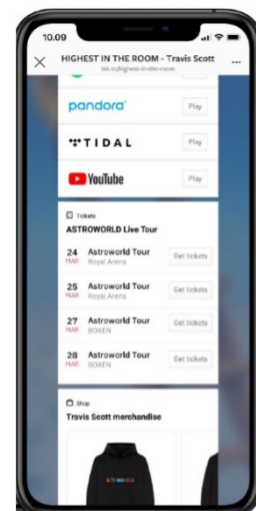 10.09
HIGHEST IN THE ROOM - Travis Scott
pandora
Play
TIDAL
Play
YouTube
Play
Tickets
ASTROWORLD Live Tour
24 Astroworld Tour Get tickets
MAR Royal Arena
25 Astroworld Tour Get tickets
MAR Royal Arena
27 Astroworld Tour Get tickets
MAR BOXEN
28 Astroworld Tour Get tickets
MAR BOXEN
Shop
Travis Scott merchandise